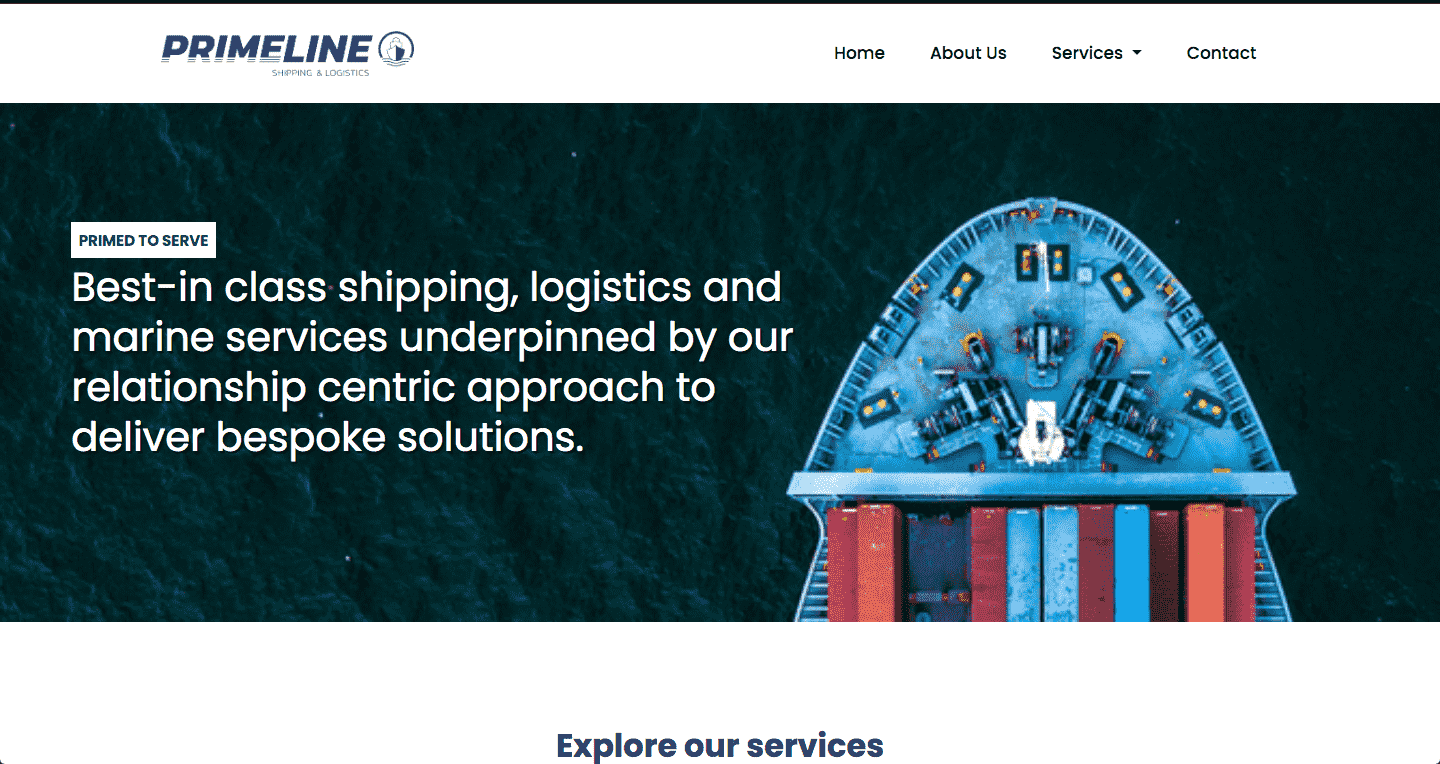 PRIMELINE
SHIPPING & LOGISTICS
Home About Us Services Contact
PRIMED TO SERVE
Best-in class shipping, logistics and
marine services underpinned by our
relationship centric approach to
deliver bespoke solutions.
Explore our services